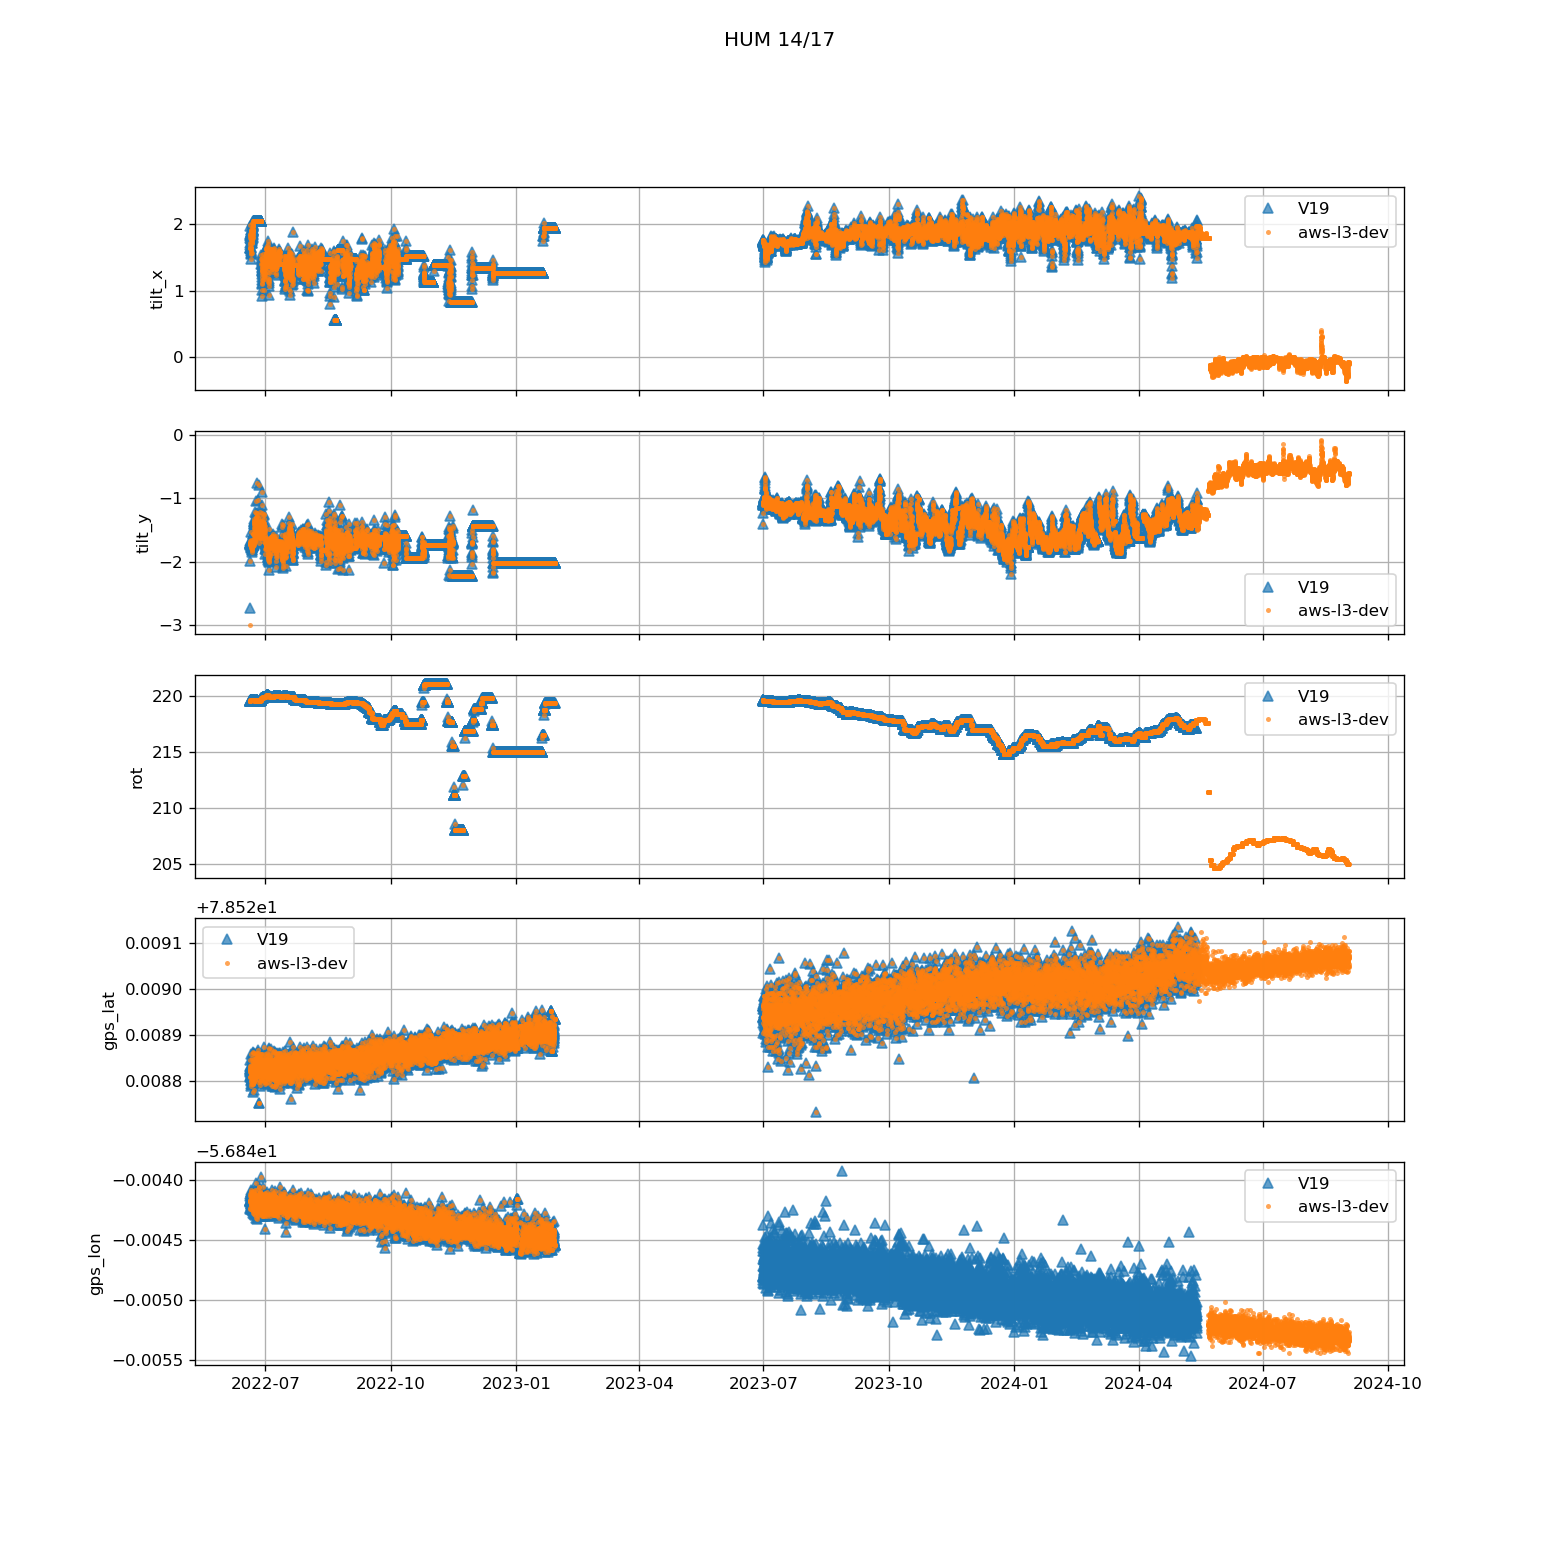 HUM 14/17
2
1
0
tilt_x
V19
aws-l3-dev
0
−1
−2
−3
tilt_y
V19
aws-l3-dev
220
215
210
205
rot
V19
aws-l3-dev
+7.852e1
0.0091
0.0090
0.0089
0.0088
gps_lat
V19
aws-l3-dev
−5.684e1
−0.0040
−0.0045
−0.0050
−0.0055
gps_lon
V19
aws-l3-dev
2022-07 2022-10 2023-01 2023-04 2023-07 2023-10 2024-01 2024-04 2024-07 2024-10